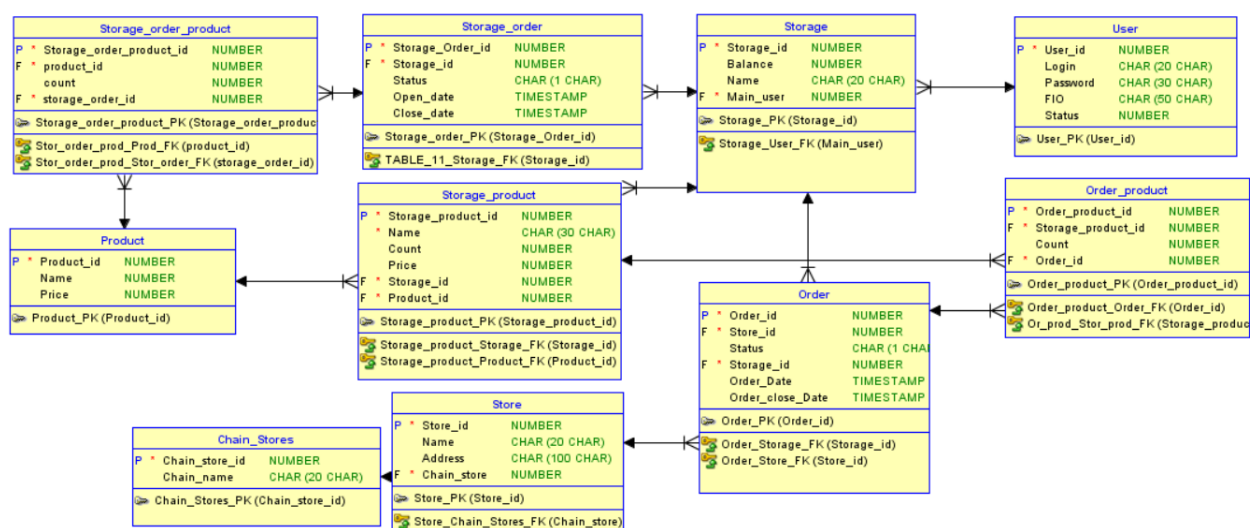 Storage_order_product
P * Storage_order_product_id NUMBER
F * product_id NUMBER
count NUMBER
F * storage_order_id NUMBER
Storage_order_product_PK (Storage_order_produc
Stor_order_prod_Prod_FK (product_id)
Stor_order_prod_Stor_order_FK (storage_order_id)
Storage_order
P * Storage_Order_id NUMBER
F * Storage_id NUMBER
Status CHAR (1 CHAR)
Open_date TIMESTAMP
Close_date TIMESTAMP
Storage_order_PK (Storage_Order_id)
TABLE_11_Storage_FK (Storage_id)
Storage
P * Storage_id NUMBER
Balance NUMBER
Name CHAR (20 CHAR)
F * Main_user NUMBER
Storage_PK (Storage_id)
Storage_User_FK (Main_user)
User
P * User_id NUMBER
Login CHAR (20 CHAR)
Password CHAR (30 CHAR)
FIO CHAR (50 CHAR)
Status NUMBER
User_PK (User_id)
Product
P * Product_id NUMBER
Name NUMBER
Price NUMBER
Product_PK (Product_id)
Storage_product
P * Storage_product_id NUMBER
* Name CHAR (30 CHAR)
Count NUMBER
Price NUMBER
F * Storage_id NUMBER
F * Product_id NUMBER
Storage_product_PK (Storage_product_id)
Storage_product_Storage_FK (Storage_id)
Storage_product_Product_FK (Product_id)
Order_product
P * Order_product_id NUMBER
F * Storage_product_id NUMBER
Count NUMBER
F * Order_id NUMBER
Order_product_PK (Order_product_id)
Order_product_Order_FK (Order_id)
Or_prod_Stor_prod_FK (Storage_produc
Order
P * Order_id NUMBER
F * Store_id NUMBER
Status CHAR (1 CHA
F * Storage_id NUMBER
Order_Date TIMESTAMP
Order_close_Date TIMESTAMP
Order_PK (Order_id)
Order_Storage_FK (Storage_id)
Order_Store_FK (Store_id)
Store
P * Store_id NUMBER
Name CHAR (20 CHAR)
Address CHAR (100 CHAR)
F * Chain_store NUMBER
Store_PK (Store_id)
Store_Chain_Stores_FK (Chain_store)
Chain_Stores
P * Chain_store_id NUMBER
Chain_name CHAR (20 CHAR)
Chain_Stores_PK (Chain_store_id)